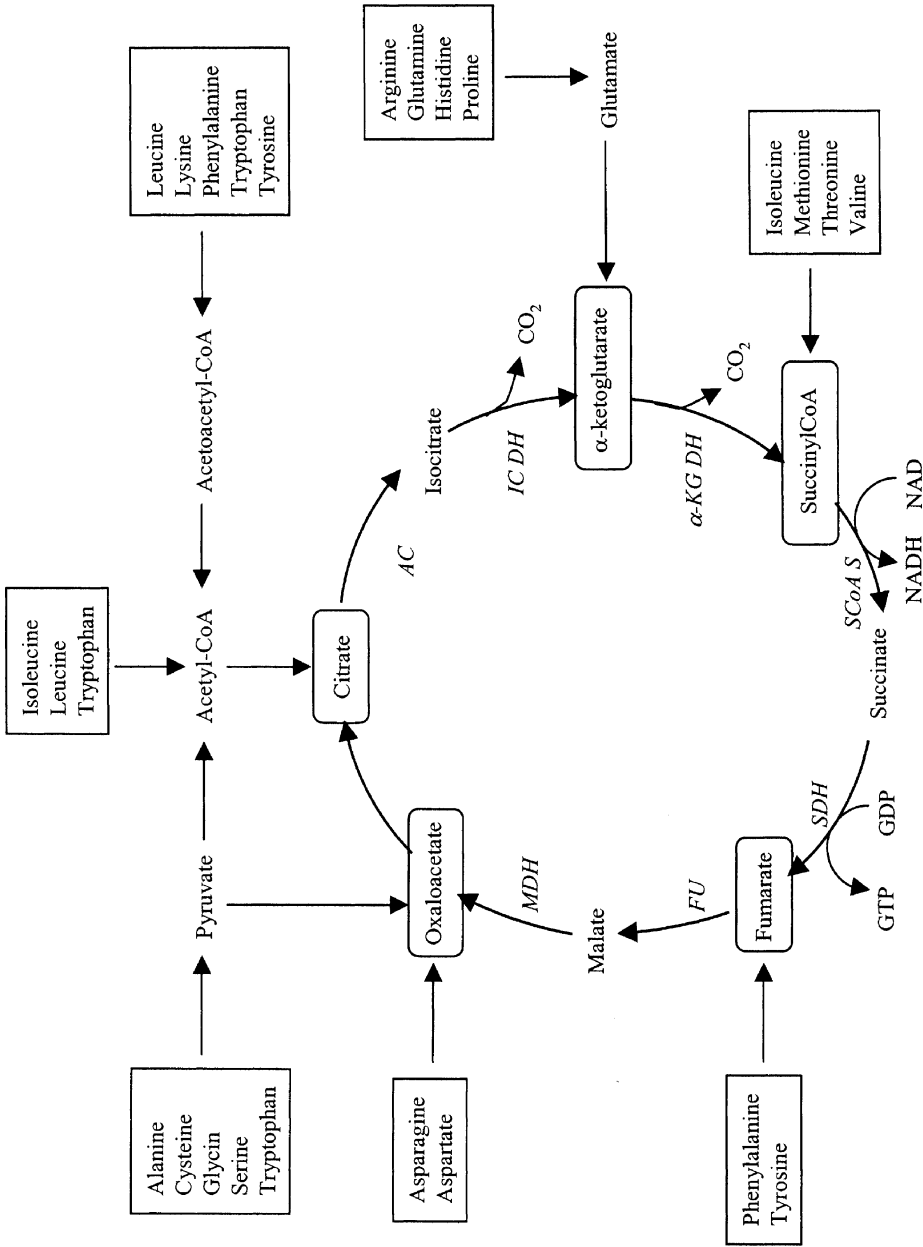 Isoleucine
Leucine
Tryptophan
Alanine
Cysteine
Glycin
Serine
Tryptophan
Pyruvate
Acetyl-CoA
Acetoacetyl-CoA
Leucine
Lysine
Phenylalanine
Tryptophan
Tyrosine
Citrate
AC
Isocitrate
IC DH
CO₂
Arginine
Glutamine
Histidine
Proline
Glutamate
α-ketoglutarate
α-KG DH
CO₂
Isoleucine
Methionine
Threonine
Valine
SuccinylCoA
SCoA S
NADH
NAD
Succinate
SDH
GTP
GDP
Fumarate
Phenylalanine
Tyrosine
FU
Malate
MDH
Oxaloacetate
Asparagine
Aspartate